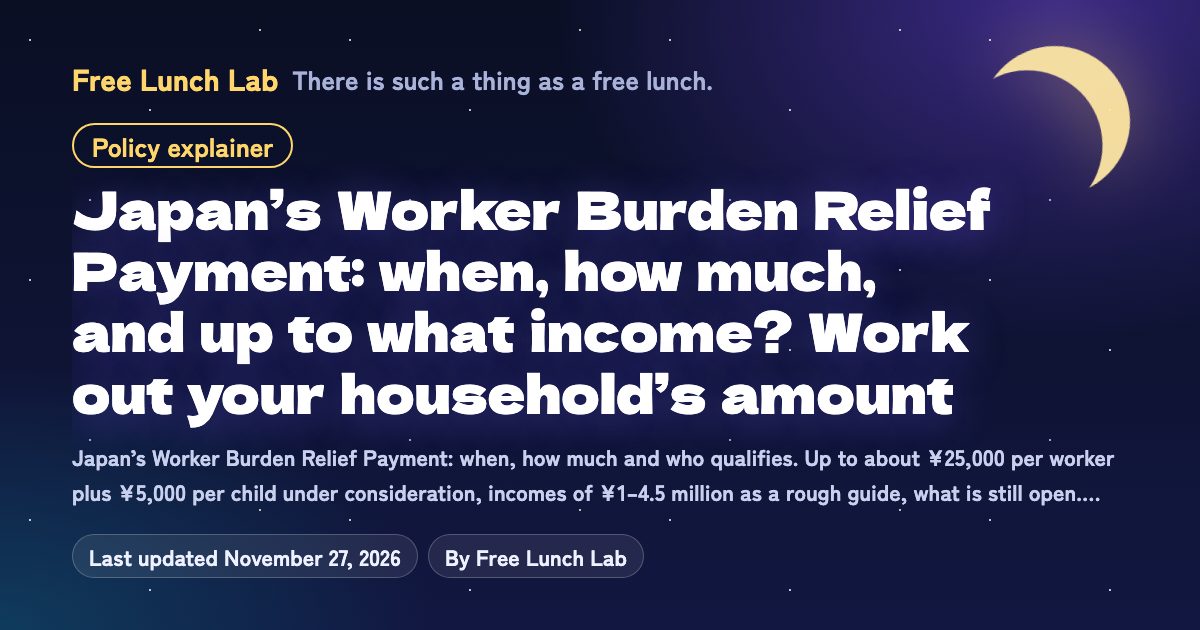 Free Lunch Lab There is such a thing as a free lunch.
Policy explainer
Japan’s Worker Burden Relief
Payment: when, how much,
and up to what income? Work
out your household’s amount
Japan’s Worker Burden Relief Payment: when, how much and who qualifies. Up to about ¥25,000 per worker
plus ¥5,000 per child under consideration, incomes of ¥1–4.5 million as a rough guide, what is still open....
Last updated November 27, 2026 By Free Lunch Lab